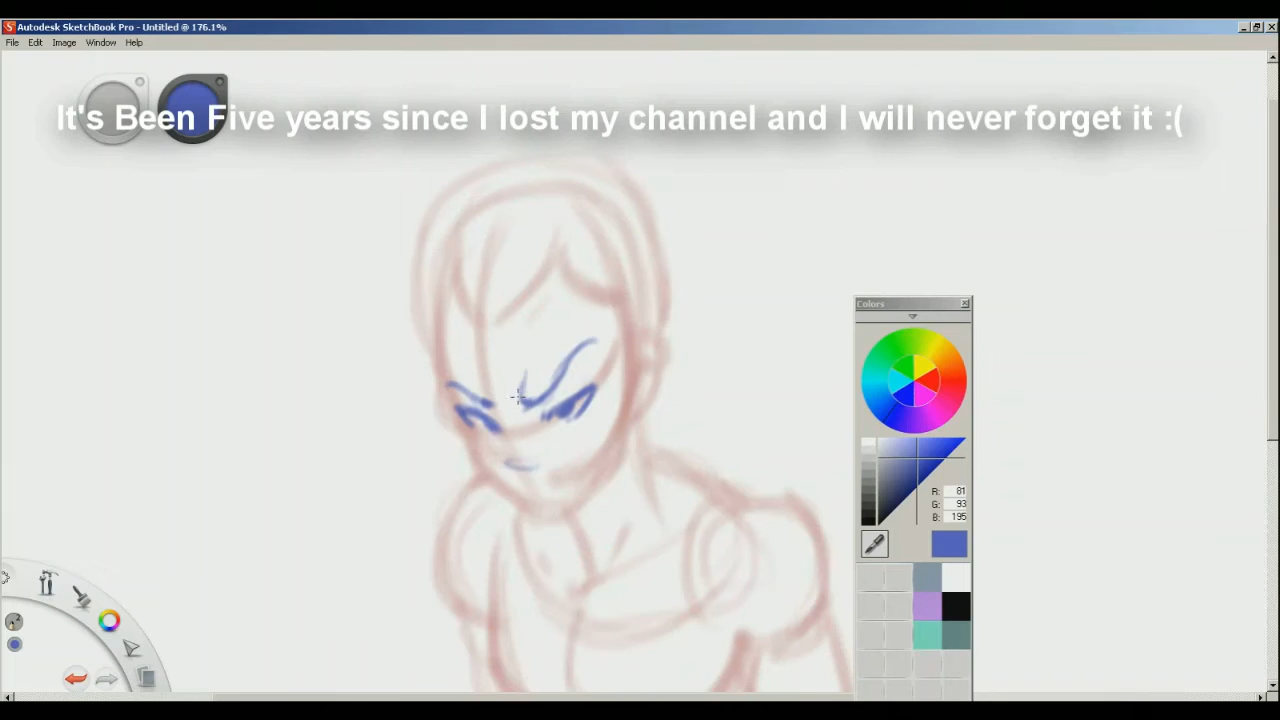 Autodesk SketchBook Pro - Untitled @ 176.1%
File Edit Image Window Help
It's Been Five years since I lost my channel and I will never forget it :(
Colors
R: 81
G: 93
B: 195